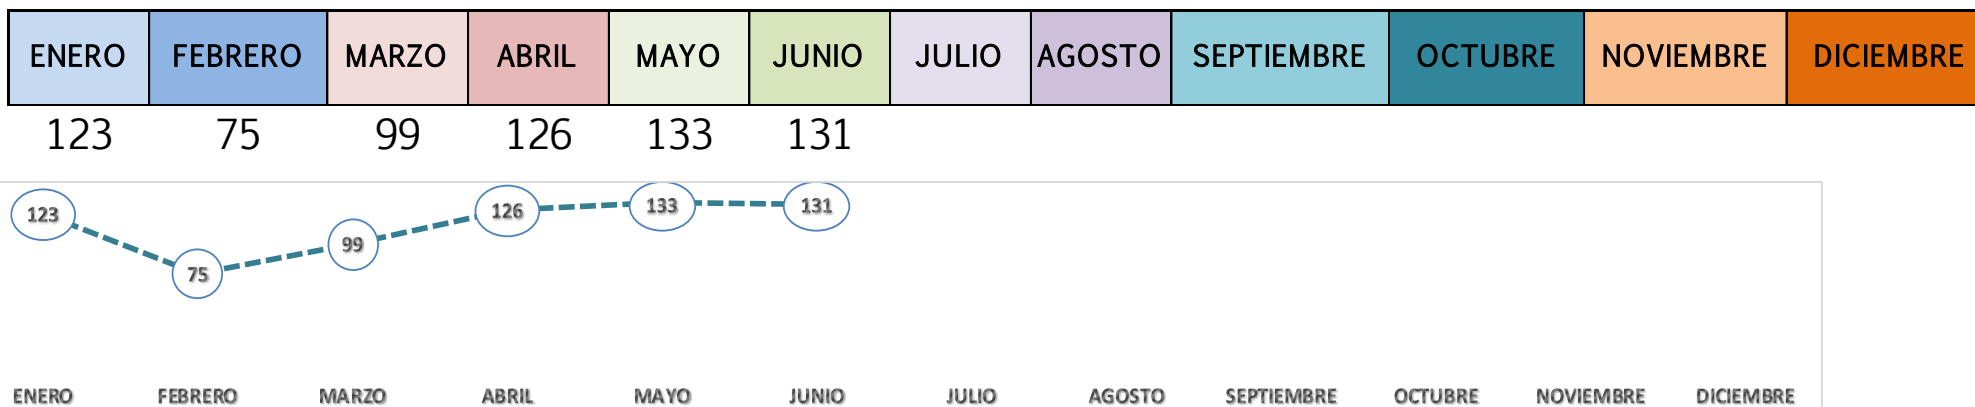 ENERO FEBRERO MARZO ABRIL MAYO JUNIO JULIO AGOSTO SEPTIEMBRE OCTUBRE NOVIEMBRE DICIEMBRE
123 75 99 126 133 131
123 75 99 126 133 131
ENERO FEBRERO MARZO ABRIL MAYO JUNIO JULIO AGOSTO SEPTIEMBRE OCTUBRE NOVIEMBRE DICIEMBRE